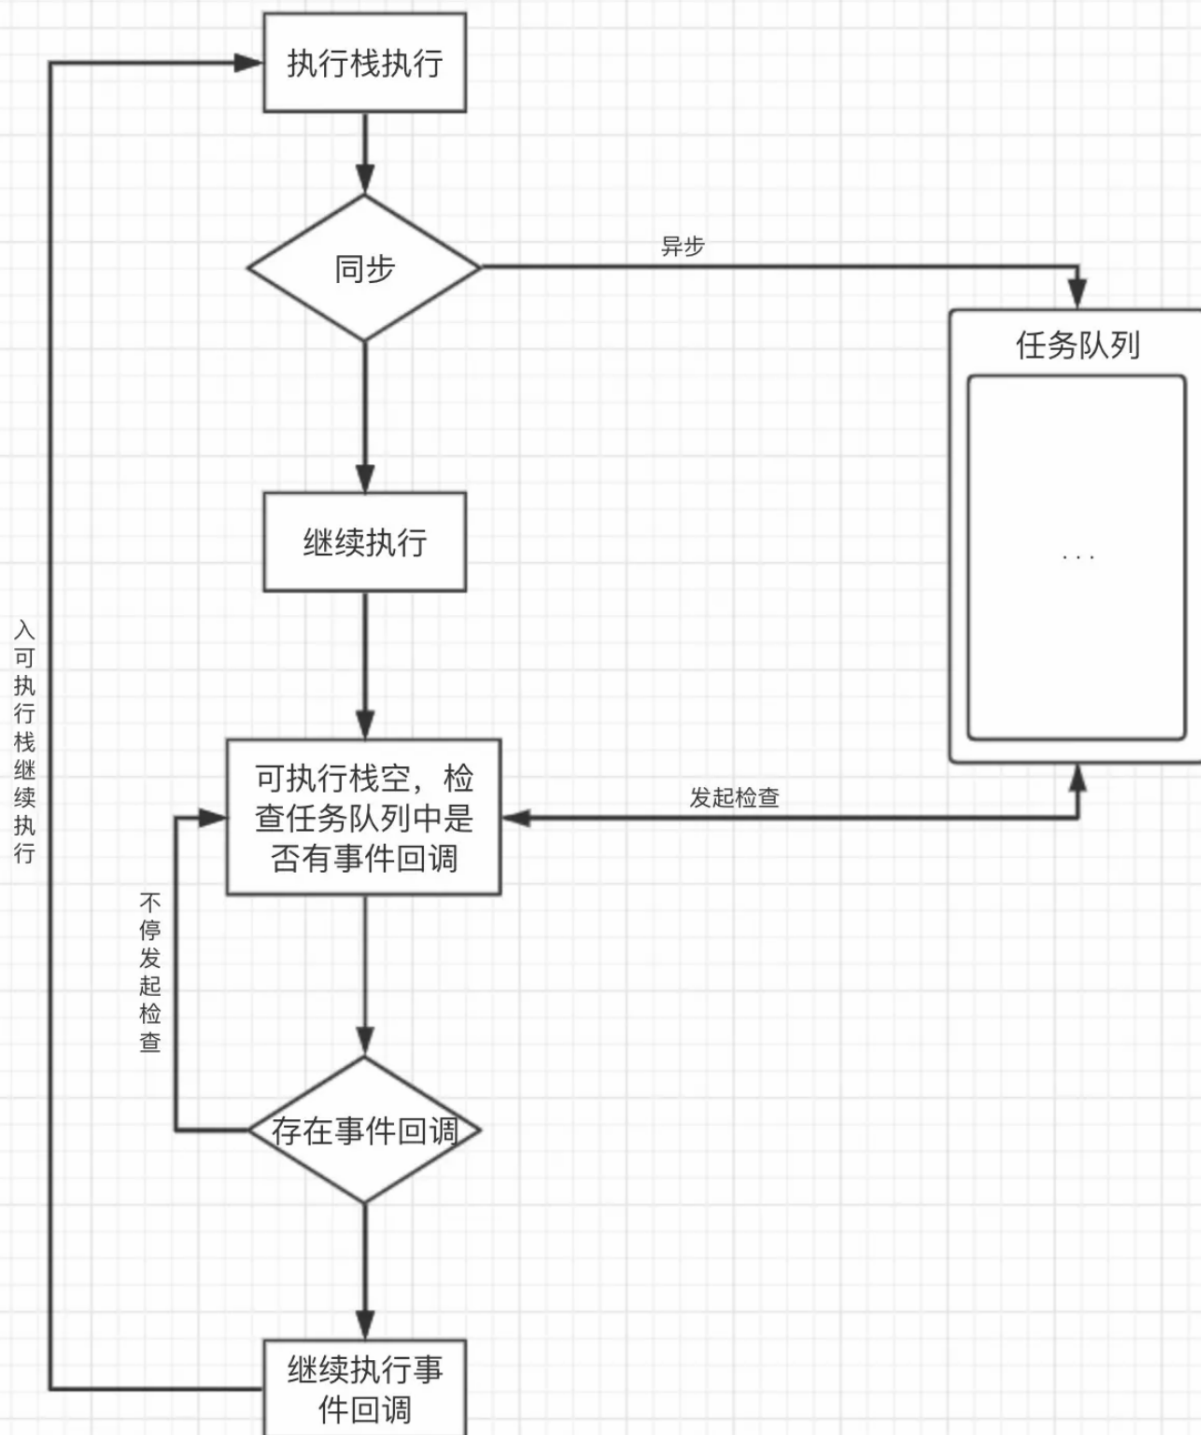 执行栈执行
同步
异步
任务队列
...
继续执行
入可执行栈继续执行
可执行栈空，检
查任务队列中是
否有事件回调
发起检查
不停发起检查
存在事件回调
继续执行事
件回调